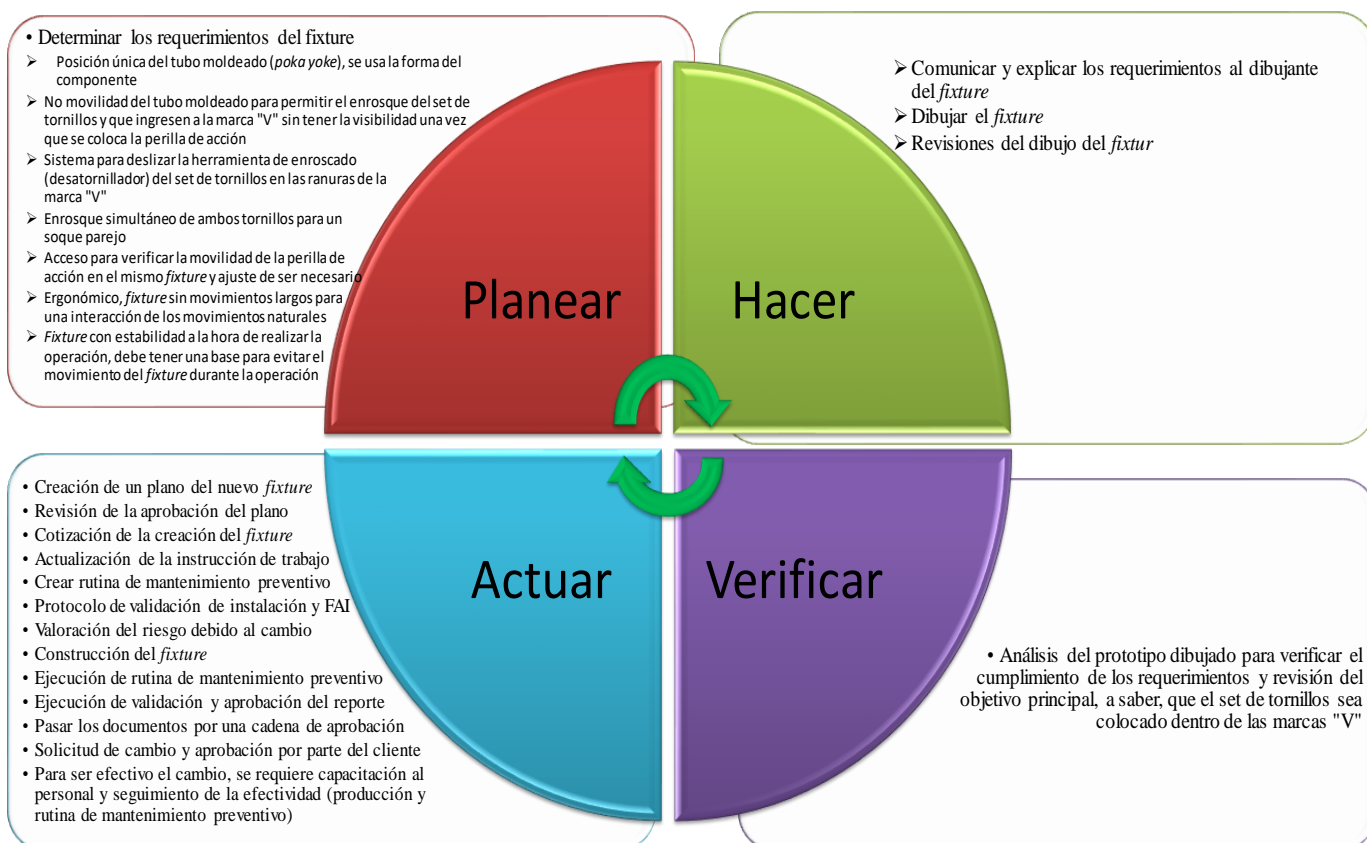 • Determinar los requerimientos del fixture
➢ Posición única del tubo moldeado (poka yoke), se usa la forma del
componente
➢ No movilidad del tubo moldeado para permitir el enrosque del set de
tornillos y que ingresen a la marca "V" sin tener la visibilidad una vez
que se coloca la perilla de acción
➢ Sistema para deslizar la herramienta de enroscado
(desatornillador) del set de tornillos en las ranuras de la
marca "V"
➢ Enrosque simultáneo de ambos tornillos para un
soque parejo
➢ Acceso para verificar la movilidad de la perilla de
acción en el mismo fixture y ajuste de ser necesario
➢ Ergonómico, fixture sin movimientos largos para
una interacción de los movimientos naturales
➢ Fixture con estabilidad a la hora de realizar la
operación, debe tener una base para evitar el
movimiento del fixture durante la operación
Planear
➢ Comunicar y explicar los requerimientos al dibujante
del fixture
➢ Dibujar el fixture
➢ Revisiones del dibujo del fixtur
Hacer
• Creación de un plano del nuevo fixture
• Revisión de la aprobación del plano
• Cotización de la creación del fixture
• Actualización de la instrucción de trabajo
• Crear rutina de mantenimiento preventivo
• Protocolo de validación de instalación y FAI
• Valoración del riesgo debido al cambio
• Construcción del fixture
• Ejecución de rutina de mantenimiento preventivo
• Ejecución de validación y aprobación del reporte
• Pasar los documentos por una cadena de aprobación
• Solicitud de cambio y aprobación por parte del cliente
• Para ser efectivo el cambio, se requiere capacitación al
personal y seguimiento de la efectividad (producción y
rutina de mantenimiento preventivo)
Actuar
Verificar
• Análisis del prototipo dibujado para verificar el
cumplimiento de los requerimientos y revisión del
objetivo principal, a saber, que el set de tornillos sea
colocado dentro de las marcas "V"